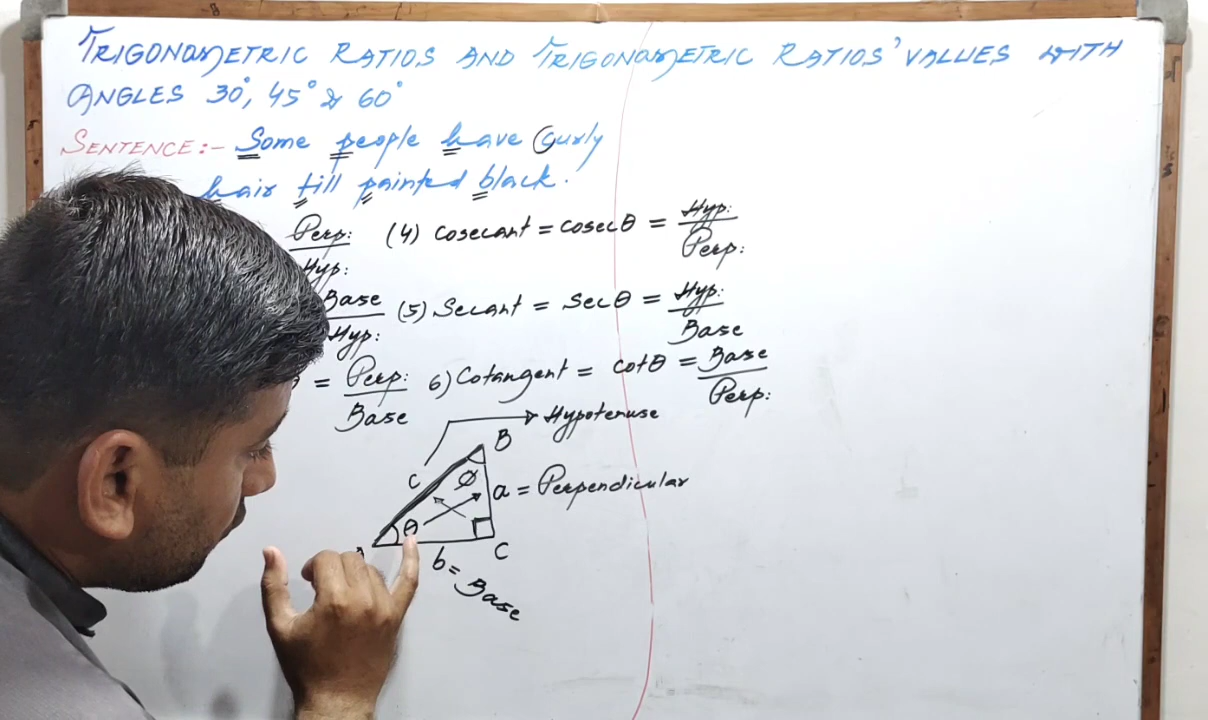 TRIGONOMETRIC RATIOS AND TRIGONOMETRIC RATIOS' VALUES WITH
ANGLES 30°, 45° & 60°
SENTENCE:- Some people have curly
hair till painted black.
Perp:/Hyp: (4) cosecant = cosecθ = Hyp:/Perp:
Base/Hyp: (5) Secant = secθ = Hyp:/Base
= Perp:/Base 6) Cotangent = cotθ = Base/Perp:
Hypotenuse
B
c ϕ a = Perpendicular
θ
C
b = Base